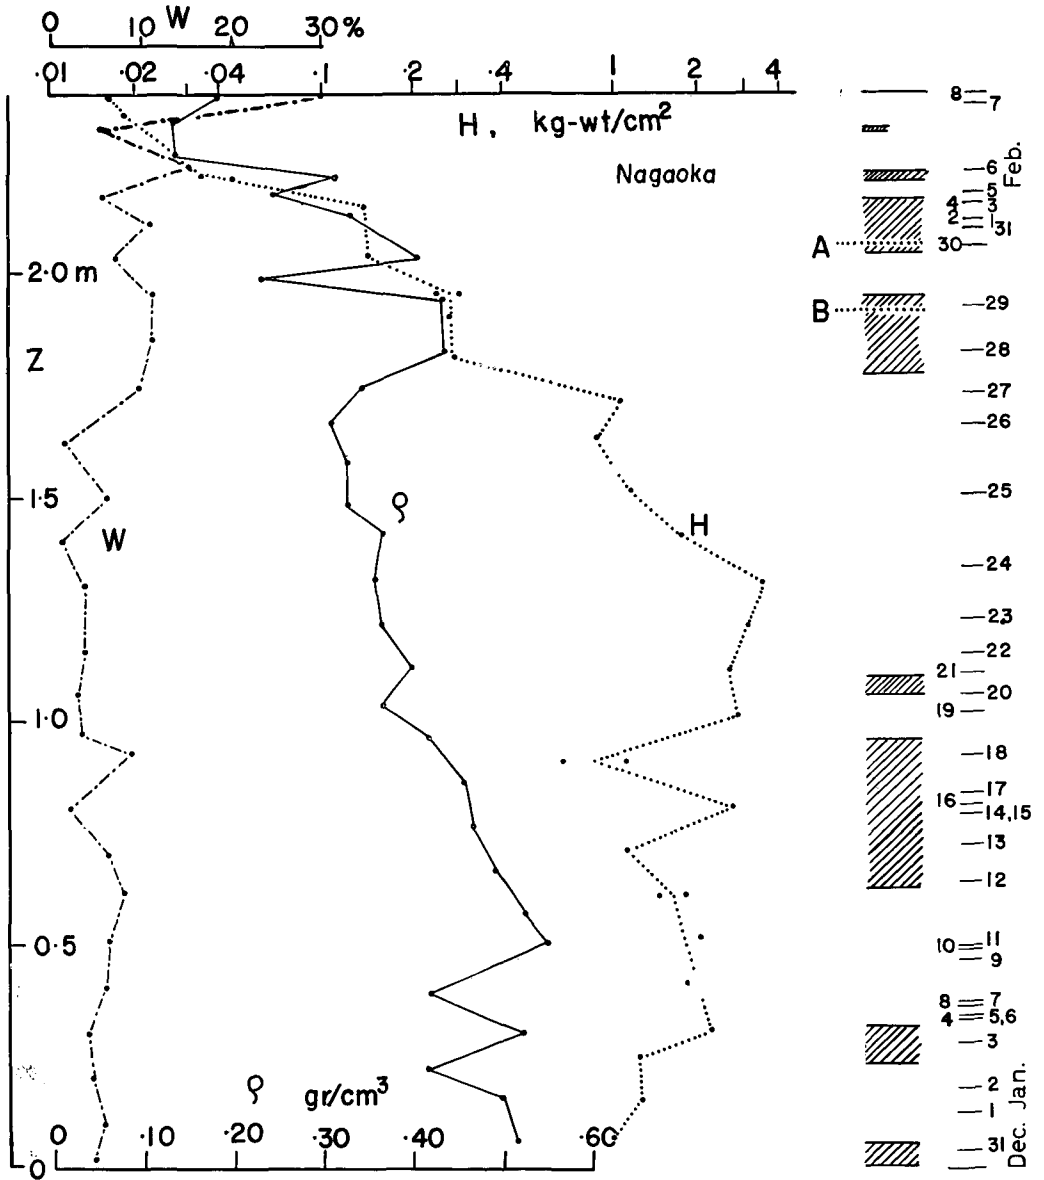 0 10 W 20 30%
.01 .02 .04 .1 .2 .4 1 2 4
H, kg-wt/cm2
Nagaoka
8 7
6
5
4 3
2 1
31
A 30
2.0 m
B 29
28
Z
27
26
1.5
25
ρ
W
H
24
23
22
21
20
1.0
19
18
17
16
14,15
13
12
0.5
10 11
9
8 7
4 5,6
3
2
1
ρ gr/cm3
0 .10 .20 .30 .40 .60
31
0
Feb.
Jan.
Dec.